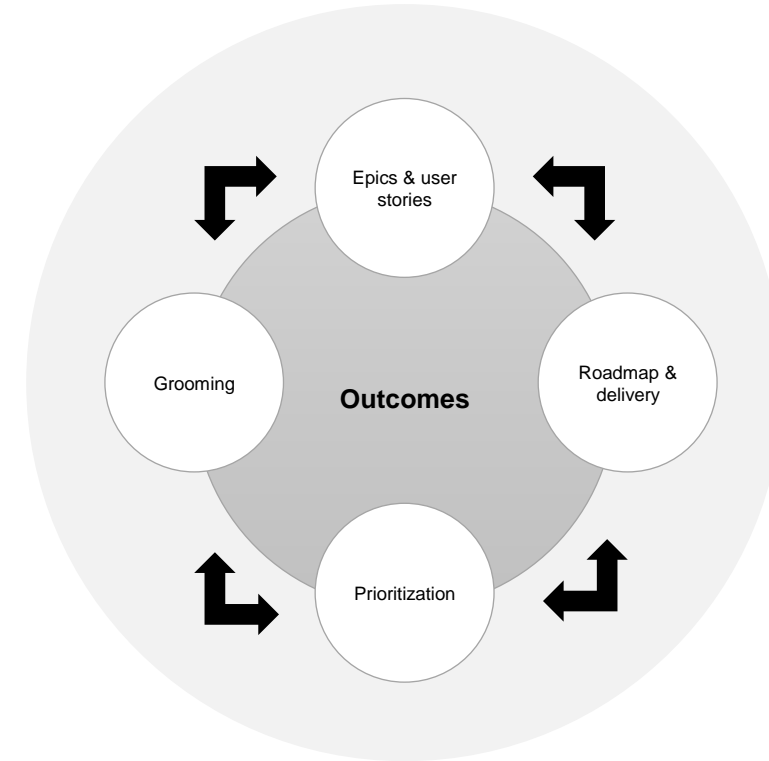 Epics & user
stories
Grooming
Roadmap &
delivery
Outcomes
Prioritization